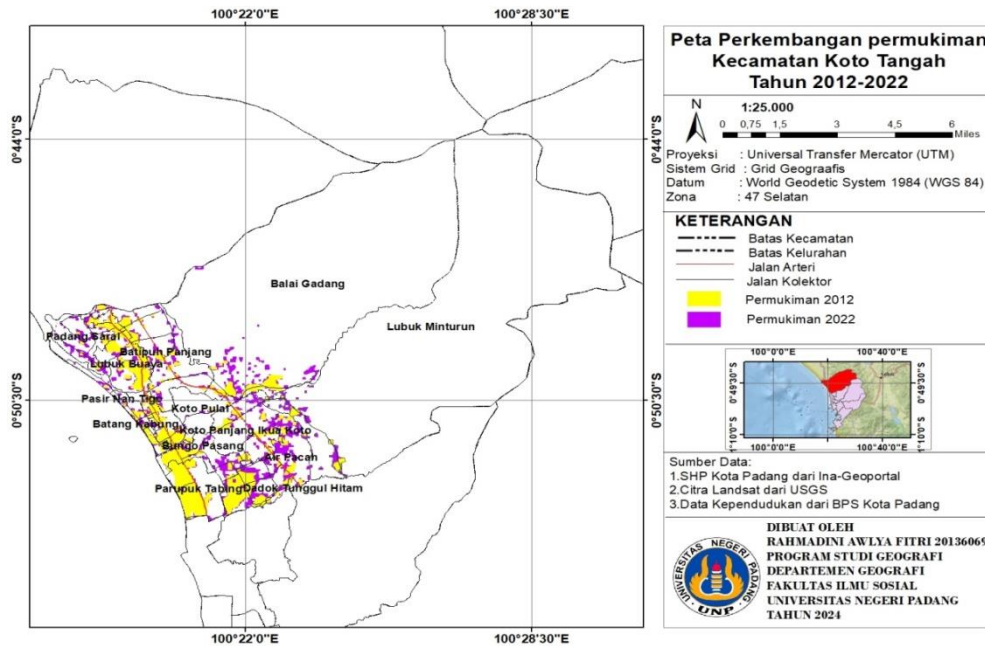 100°22'0"E
100°28'30"E
0°44'0"S
0°44'0"S
Balai Gadang
Lubuk Minturun
Padang Sarai
Batipuh Panjang
Lubuk Buaya
0°50'30"S
0°50'30"S
Pasir Nan Tigo
Koto Pulai
Batang Kabung
Koto Panjang Ikua Koto
Bungo Pasang
Air Pacah
Parupuk Tabing
Dadok Tunggul Hitam
100°22'0"E
100°28'30"E
Peta Perkembangan permukiman
Kecamatan Koto Tangah
Tahun 2012-2022
N
1:25.000
0 0,75 1,5 3 4,5 6
Miles
Proyeksi : Universal Transfer Mercator (UTM)
Sistem Grid : Grid Geograafis
Datum : World Geodetic System 1984 (WGS 84)
Zona : 47 Selatan
KETERANGAN
Batas Kecamatan
Batas Kelurahan
Jalan Arteri
Jalan Kolektor
Permukiman 2012
Permukiman 2022
100°0'0"E
100°40'0"E
0°49'30"S
0°49'30"S
1°10'0"S
1°10'0"S
100°0'0"E
100°40'0"E
Sumber Data:
1.SHP Kota Padang dari Ina-Geoportal
2.Citra Landsat dari USGS
3.Data Kependudukan dari BPS Kota Padang
UNIVERSITAS NEGERI PADANG
UNP
DIBUAT OLEH
RAHMADINI AWLYA FITRI 20136069
PROGRAM STUDI GEOGRAFI
DEPARTEMEN GEOGRAFI
FAKULTAS ILMU SOSIAL
UNIVERSITAS NEGERI PADANG
TAHUN 2024